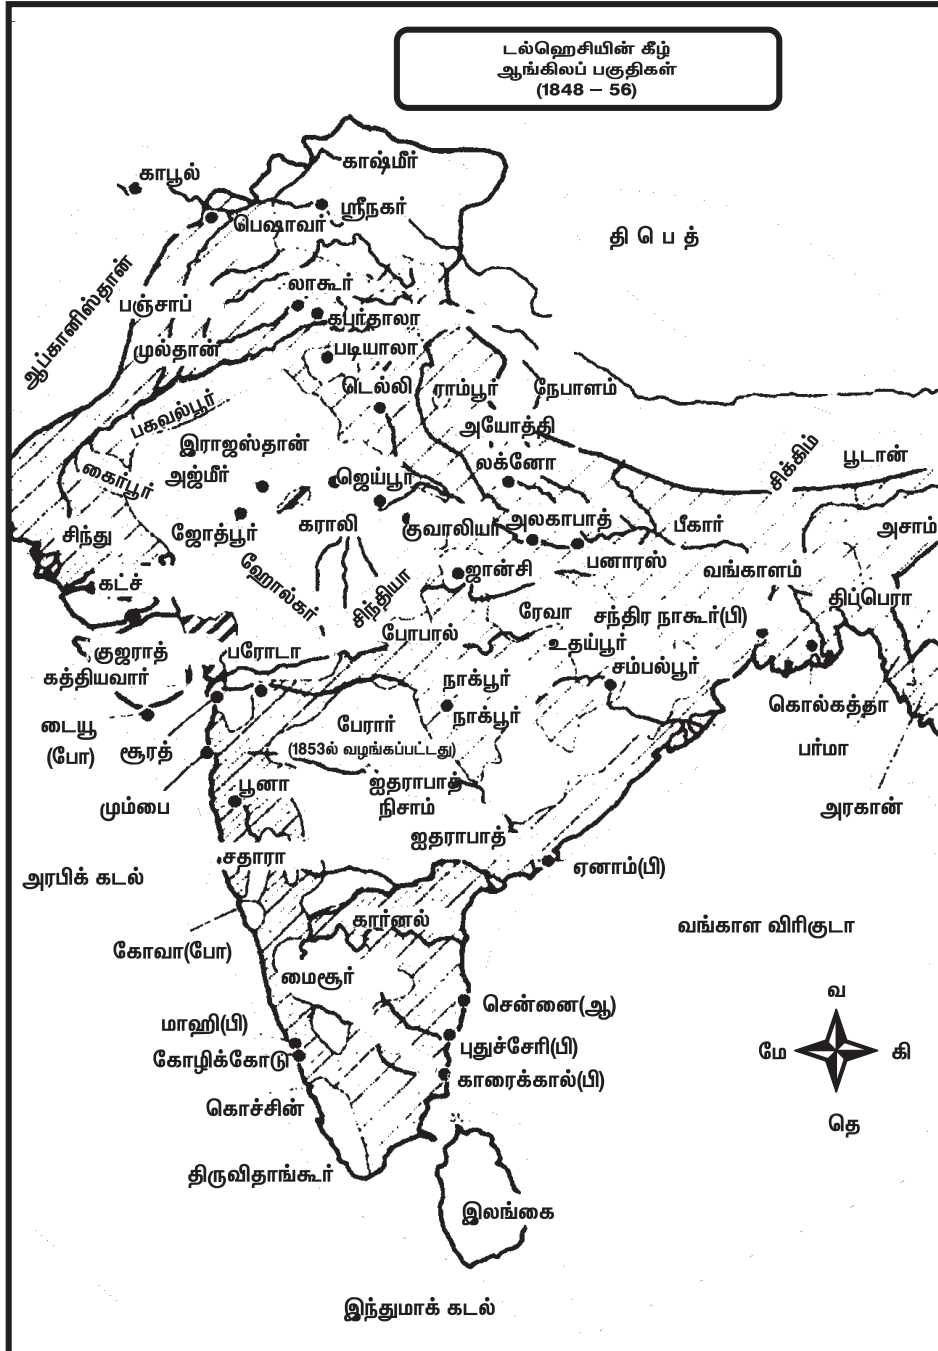 டல்ஹெசியின் கீழ்
ஆங்கிலப் பகுதிகள்
(1848 – 56)
காஷ்மீர்
காபூல்
ஸ்ரீநகர்
பெஷாவர்
திபெத்
ஆப்கானிஸ்தான்
லாகூர்
பஞ்சாப்
கபுர்தாலா
முல்தான்
படியாலா
டெல்லி
ராம்பூர்
நேபாளம்
பகவல்பூர்
அயோத்தி
இராஜஸ்தான்
சிக்கிம்
பூடான்
லக்னோ
அஜ்மீர்
ஜெய்பூர்
கைர்பூர்
சிந்து
ஜோத்பூர்
கராலி
குவாலியர்
அலகாபாத்
பீகார்
அசாம்
பனாரஸ்
வங்காளம்
ஜான்சி
கட்ச்
ஹோல்கர்
சிந்தியா
திப்பெரா
ரேவா
சந்திர நாகூர்(பி)
போபால்
உதய்பூர்
குஜராத்
பரோடா
கத்தியவார்
நாக்பூர்
சம்பல்பூர்
கொல்கத்தா
நாக்பூர்
டையூ
(போ)
சூரத்
பேரார்
(1853ல் வழங்கப்பட்டது)
பர்மா
மும்பை
பூனா
ஐதராபாத்
நிசாம்
அரகான்
ஐதராபாத்
சதாரா
ஏனாம்(பி)
அரபிக் கடல்
கார்னல்
வங்காள விரிகுடா
கோவா(போ)
மைசூர்
வ
சென்னை(ஆ)
மாஹி(பி)
புதுச்சேரி(பி)
மே
கி
கோழிக்கோடு
காரைக்கால்(பி)
கொச்சின்
தெ
திருவிதாங்கூர்
இலங்கை
இந்துமாக் கடல்